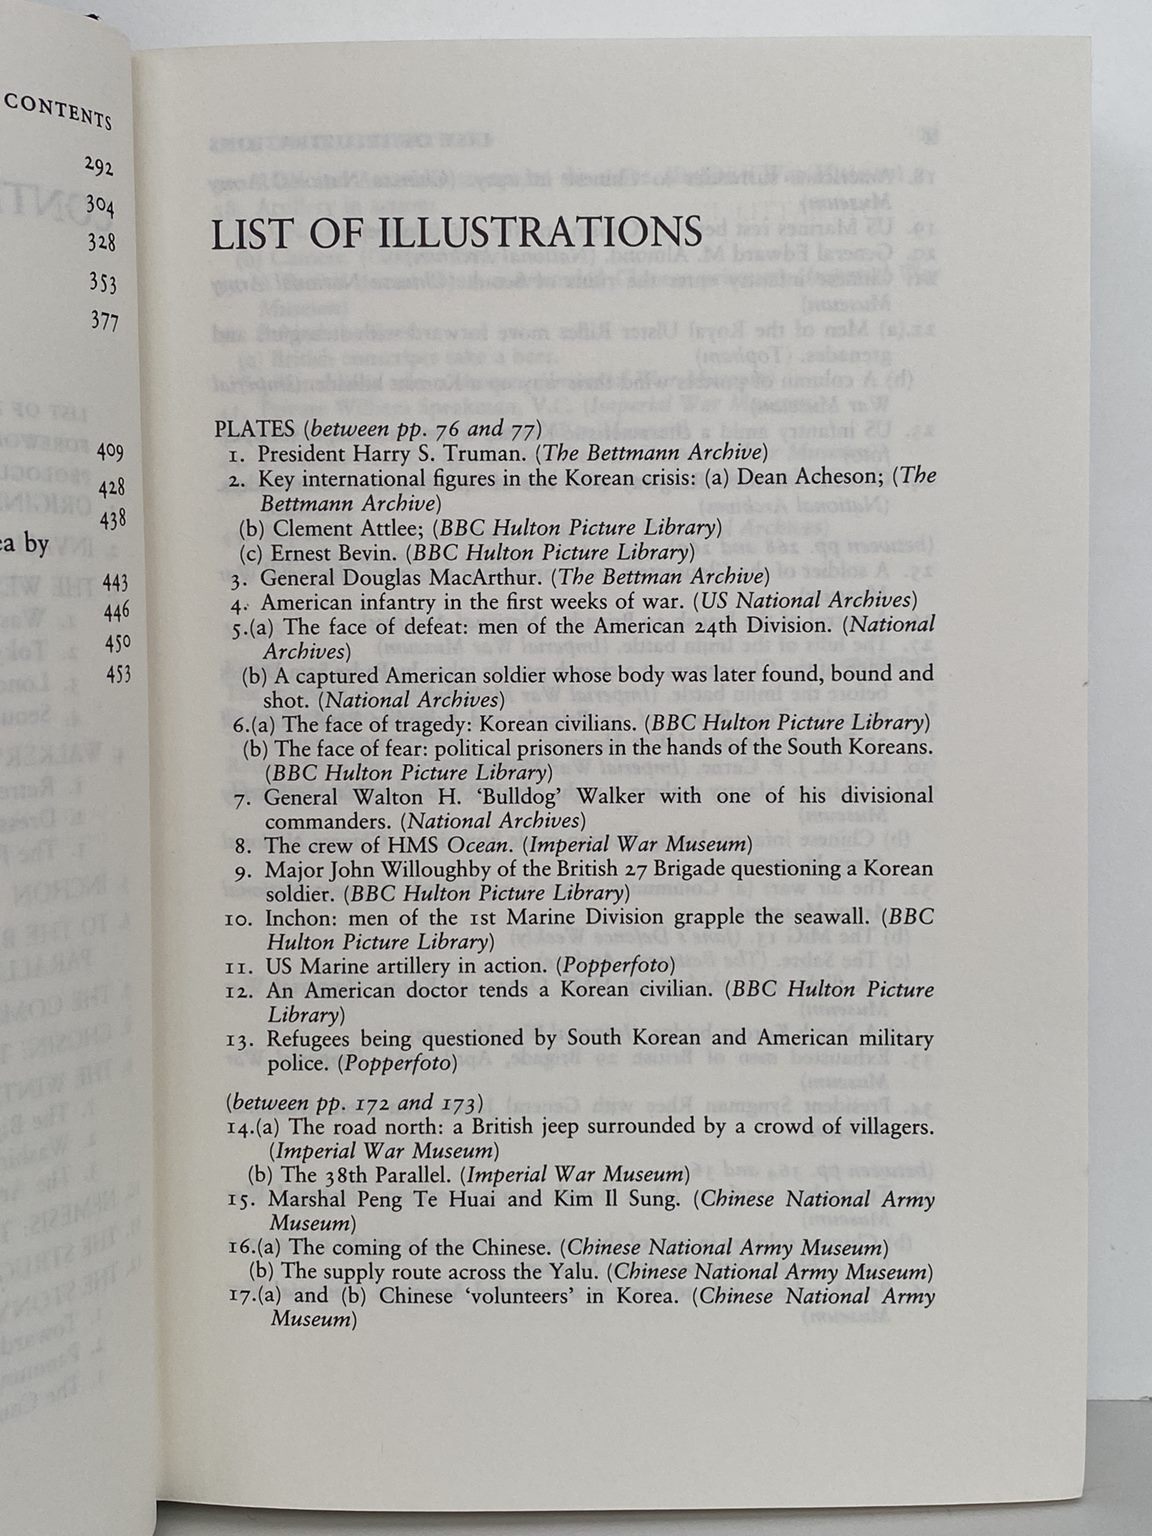 CONTENTS
292
304
328
353
377
409
428
438
ea by
443
446
450
453
LIST OF ILLUSTRATIONS
PLATES (between pp. 76 and 77)
1. President Harry S. Truman. (The Bettmann Archive)
2. Key international figures in the Korean crisis: (a) Dean Acheson; (The
Bettmann Archive)
(b) Clement Attlee; (BBC Hulton Picture Library)
(c) Ernest Bevin. (BBC Hulton Picture Library)
3. General Douglas MacArthur. (The Bettman Archive)
4. American infantry in the first weeks of war. (US National Archives)
5.(a) The face of defeat: men of the American 24th Division. (National
Archives)
(b) A captured American soldier whose body was later found, bound and
shot. (National Archives)
6.(a) The face of tragedy: Korean civilians. (BBC Hulton Picture Library)
(b) The face of fear: political prisoners in the hands of the South Koreans.
(BBC Hulton Picture Library)
7. General Walton H. ‘Bulldog’ Walker with one of his divisional
commanders. (National Archives)
8. The crew of HMS Ocean. (Imperial War Museum)
9. Major John Willoughby of the British 27 Brigade questioning a Korean
soldier. (BBC Hulton Picture Library)
10. Inchon: men of the 1st Marine Division grapple the seawall. (BBC
Hulton Picture Library)
11. US Marine artillery in action. (Popperfoto)
12. An American doctor tends a Korean civilian. (BBC Hulton Picture
Library)
13. Refugees being questioned by South Korean and American military
police. (Popperfoto)
(between pp. 172 and 173)
14.(a) The road north: a British jeep surrounded by a crowd of villagers.
(Imperial War Museum)
(b) The 38th Parallel. (Imperial War Museum)
15. Marshal Peng Te Huai and Kim Il Sung. (Chinese National Army
Museum)
16.(a) The coming of the Chinese. (Chinese National Army Museum)
(b) The supply route across the Yalu. (Chinese National Army Museum)
17.(a) and (b) Chinese ‘volunteers’ in Korea. (Chinese National Army
Museum)